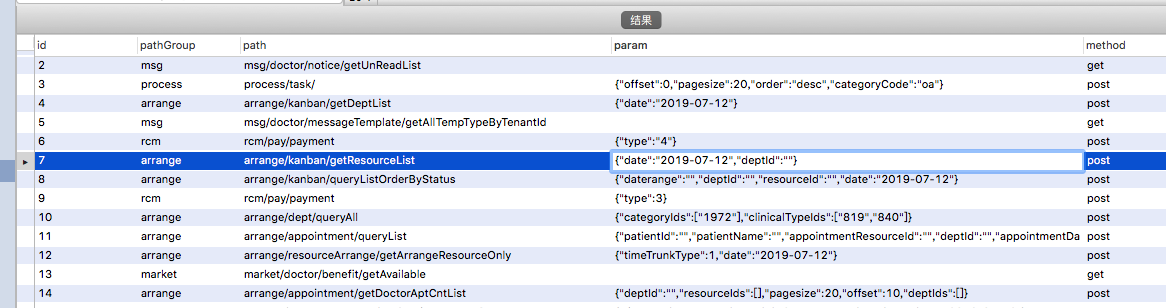 结果
id pathGroup path param method
2 msg msg/doctor/notice/getUnReadList get
3 process process/task/ {"offset":0,"pagesize":20,"order":"desc","categoryCode":"oa"} post
4 arrange arrange/kanban/getDeptList {"date":"2019-07-12"} post
5 msg msg/doctor/messageTemplate/getAllTempTypeByTenantId get
6 rcm rcm/pay/payment {"type":"4"} post
7 arrange arrange/kanban/getResourceList {"date":"2019-07-12","deptId":""} post
8 arrange arrange/kanban/queryListOrderByStatus {"daterange":"","deptId":"","resourceId":"","date":"2019-07-12"} post
9 rcm rcm/pay/payment {"type":3} post
10 arrange arrange/dept/queryAll {"categoryIds":["1972"],"clinicalTypeIds":["819","840"]} post
11 arrange arrange/appointment/queryList {"patientId":"","patientName":"","appointmentResourceId":"","deptId":"","appointmentDa post
12 arrange arrange/resourceArrange/getArrangeResourceOnly {"timeTrunkType":1,"date":"2019-07-12"} post
13 market market/doctor/benefit/getAvailable get
14 arrange arrange/appointment/getDoctorAptCntList {"deptId":"","resourceIds":[],"pagesize":20,"offset":10,"deptIds":[]} post